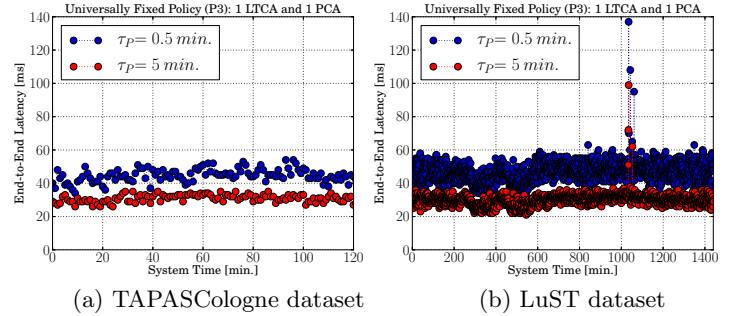 Universally Fixed Policy (P3): 1 LTCA and 1 PCA
End-to-End Latency [ms]
140
120
100
80
60
40
20
0
τ_P = 0.5 min.
τ_P = 5 min.
0 20 40 60 80 100 120
System Time [min.]
(a) TAPASCologne dataset
Universally Fixed Policy (P3): 1 LTCA and 1 PCA
End-to-End Latency [ms]
140
120
100
80
60
40
20
0
τ_P = 0.5 min.
τ_P = 5 min.
0 200 400 600 800 1000 1200 1400
System Time [min.]
(b) LuST dataset